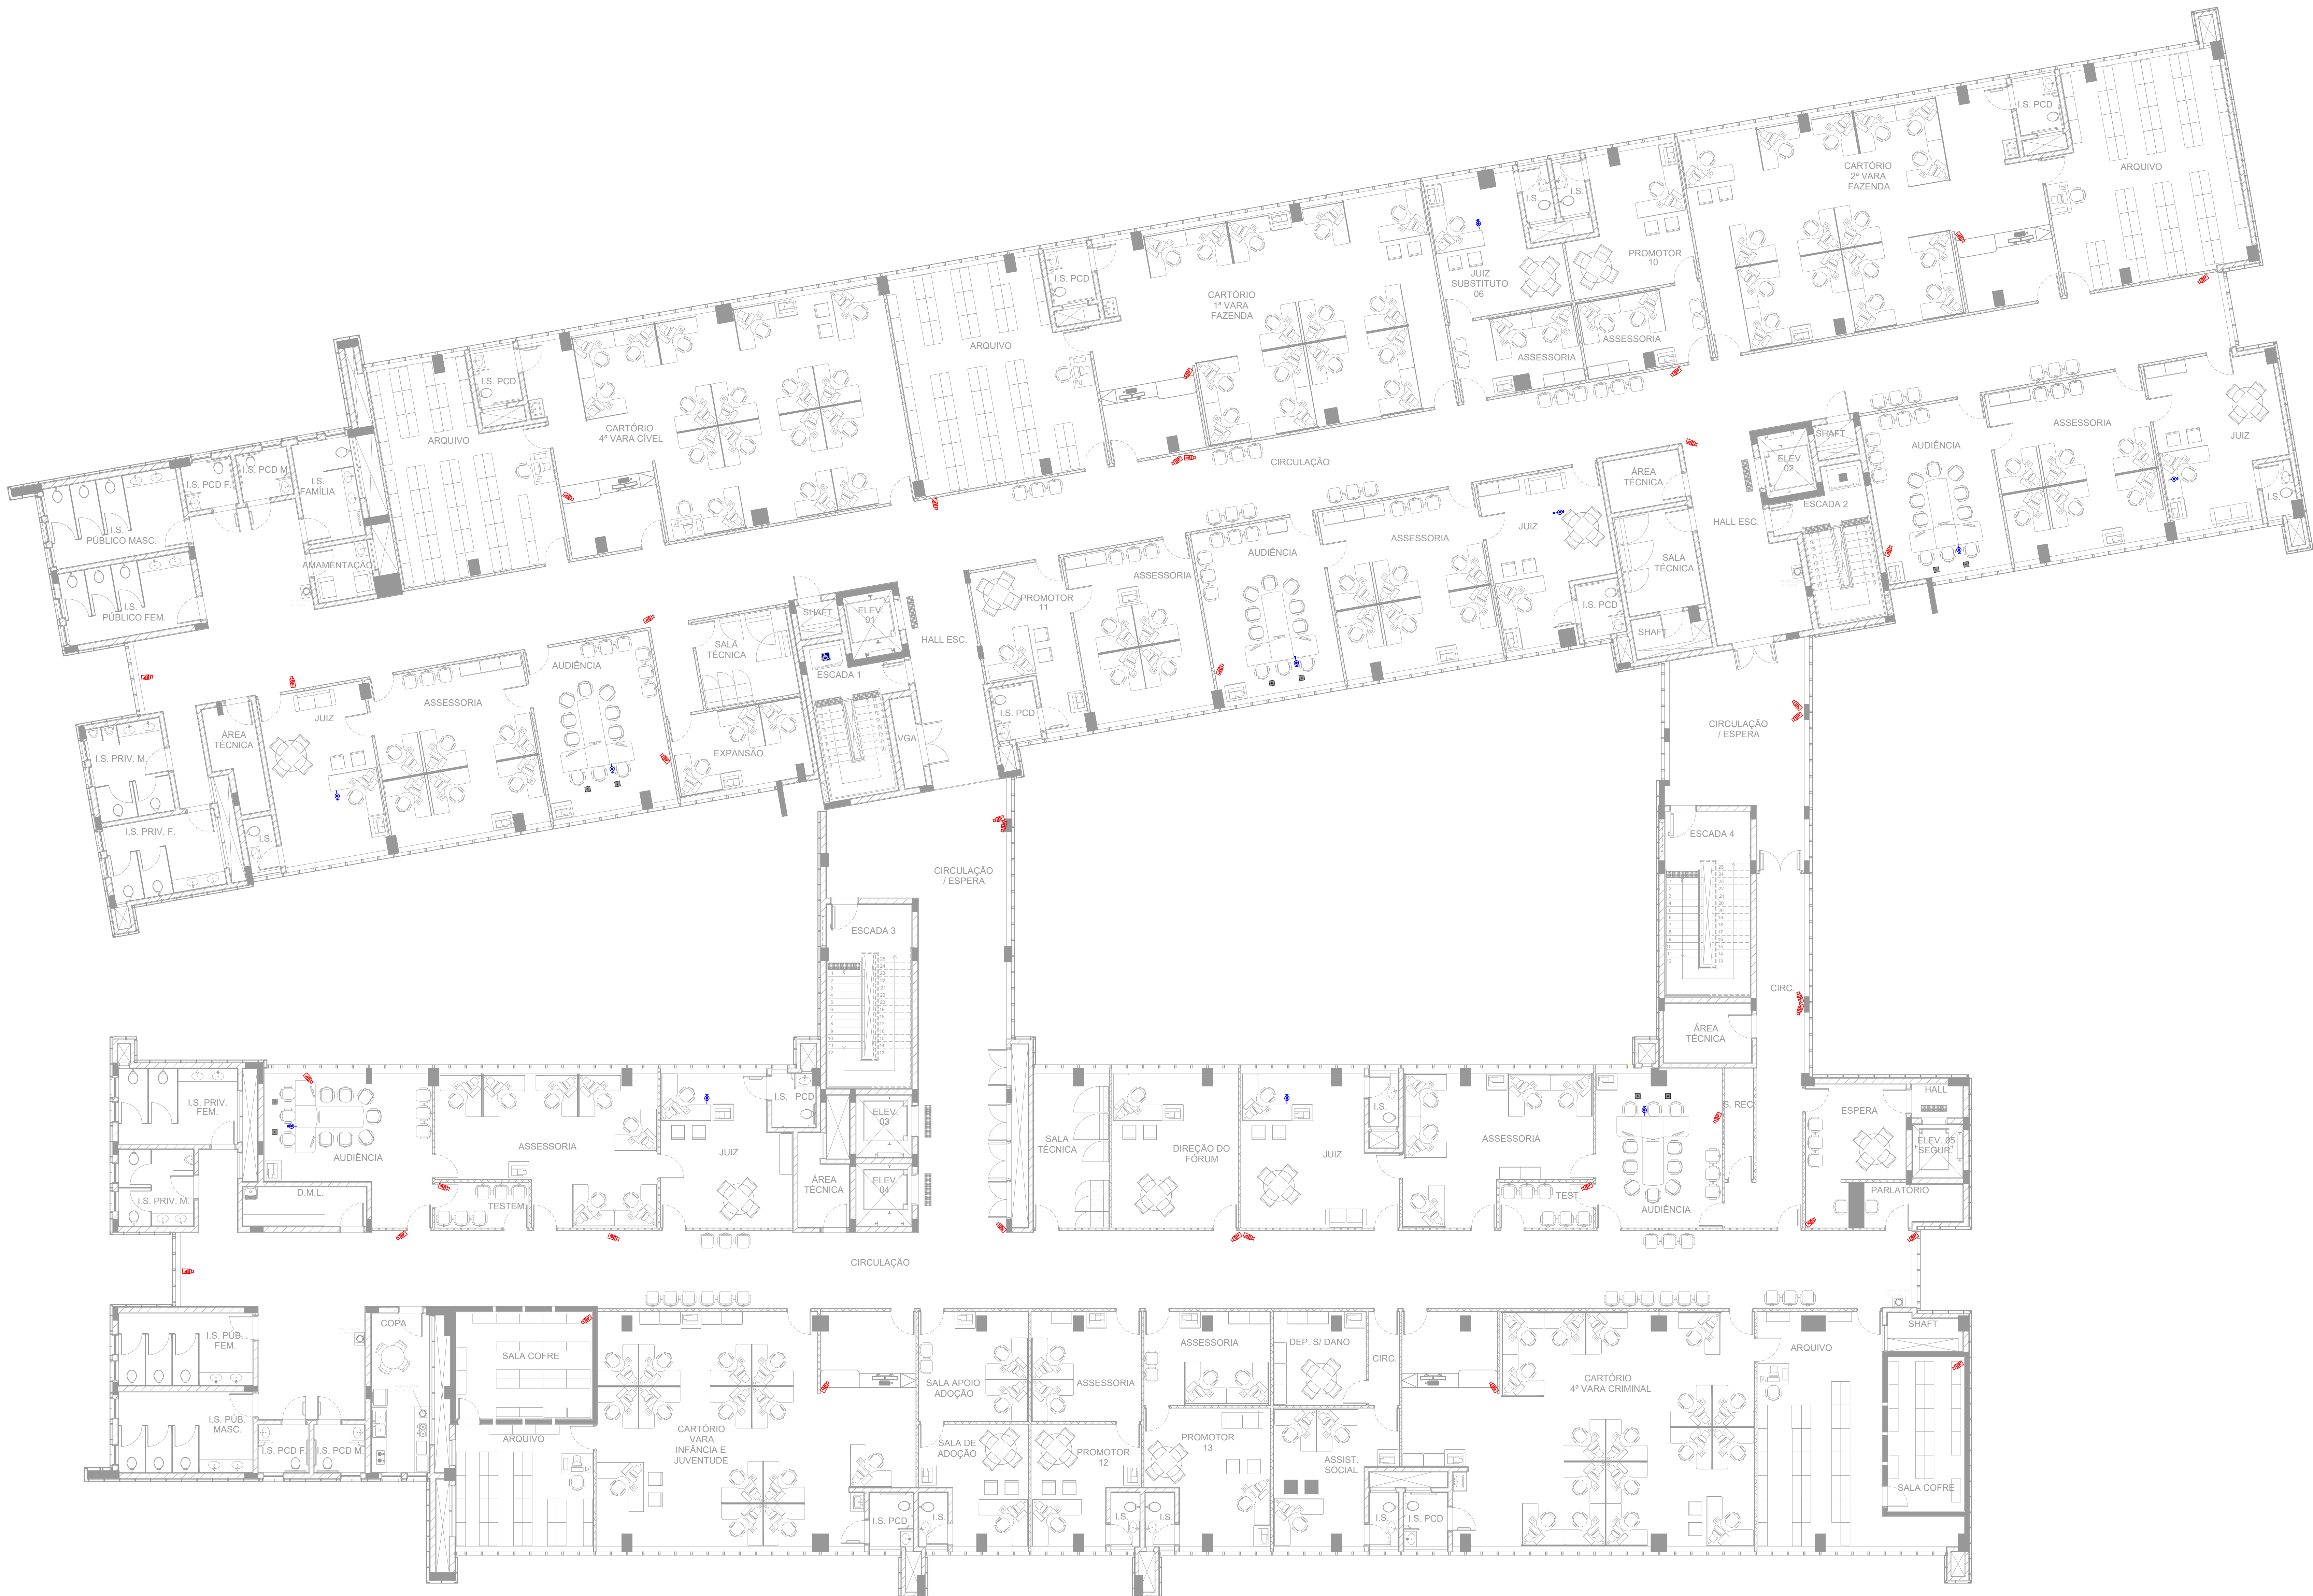 I.S. PCD
ARQUIVO
CARTÓRIO
2ª VARA
FAZENDA
I.S.
I.S.
PROMOTOR
10
JUIZ
SUBSTITUTO
06
ASSESSORIA
ASSESSORIA
I.S. PCD
CARTÓRIO
1ª VARA
FAZENDA
ARQUIVO
I.S. PCD
CARTÓRIO
4ª VARA CÍVEL
ARQUIVO
I.S. PCD F.
I.S. PCD M.
I.S.
FAMÍLIA
I.S.
PÚBLICO MASC.
AMAMENTAÇÃO
I.S.
PÚBLICO FEM.
CIRCULAÇÃO
ÁREA
TÉCNICA
ELEV.
02
SHAFT
ESCADA 2
HALL ESC.
AUDIÊNCIA
ASSESSORIA
JUIZ
I.S.
SALA
TÉCNICA
SHAFT
JUIZ
I.S. PCD
ASSESSORIA
AUDIÊNCIA
ASSESSORIA
PROMOTOR
11
I.S. PCD
HALL ESC.
SHAFT
ELEV.
01
ESCADA 1
VGA
SALA
TÉCNICA
EXPANSÃO
AUDIÊNCIA
ASSESSORIA
JUIZ
ÁREA
TÉCNICA
I.S. PRIV. M.
I.S. PRIV. F.
I.S.
CIRCULAÇÃO
/ ESPERA
ESCADA 4
CIRCULAÇÃO
/ ESPERA
ESCADA 3
CIRC.
ÁREA
TÉCNICA
I.S. PRIV.
FEM.
I.S. PRIV. M.
AUDIÊNCIA
D.M.L.
ASSESSORIA
TESTEM.
JUIZ
I.S. PCD
ÁREA
TÉCNICA
ELEV.
03
ELEV.
04
SALA
TÉCNICA
DIREÇÃO DO
FÓRUM
JUIZ
I.S.
ASSESSORIA
TEST.
AUDIÊNCIA
S. REC.
ESPERA
HALL
ELEV. 05
SEGUR.
PARLATÓRIO
CIRCULAÇÃO
I.S. PÚB.
FEM.
I.S. PÚB.
MASC.
I.S. PCD F.
I.S. PCD M.
COPA
SALA COFRE
ARQUIVO
CARTÓRIO
VARA
INFÂNCIA E
JUVENTUDE
I.S. PCD
I.S.
SALA APOIO
ADOÇÃO
SALA DE
ADOÇÃO
ASSESSORIA
PROMOTOR
12
I.S.
I.S.
ASSESSORIA
PROMOTOR
13
DEP. S/ DANO
ASSIST.
SOCIAL
CIRC.
I.S.
I.S. PCD
CARTÓRIO
4ª VARA CRIMINAL
ARQUIVO
SHAFT
SALA COFRE